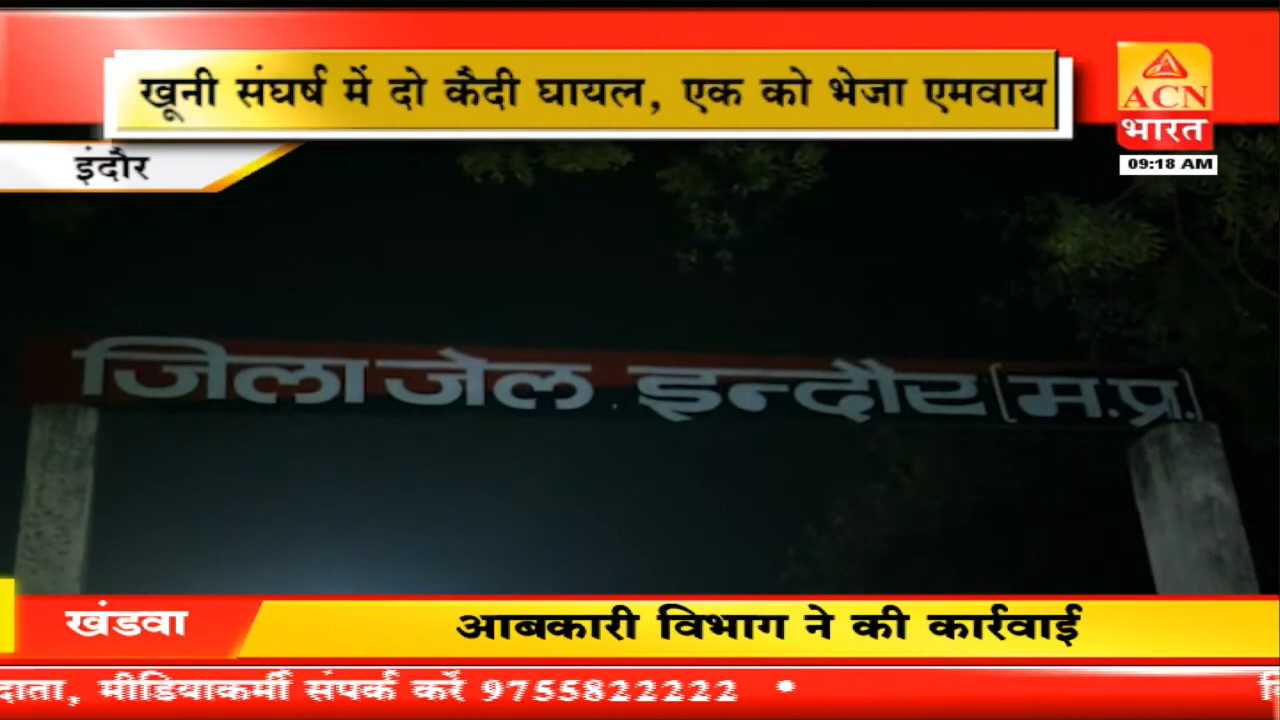 खूनी संघर्ष में दो कैदी घायल, एक को भेजा एमवाय
ACN
भारत
09:18 AM
इंदौर
जिला जेल इन्दौर (म.प्र.)
खंडवा
आबकारी विभाग ने की कार्रवाई
दाता, मीडियाकर्मी संपर्क करें 9755822222 *